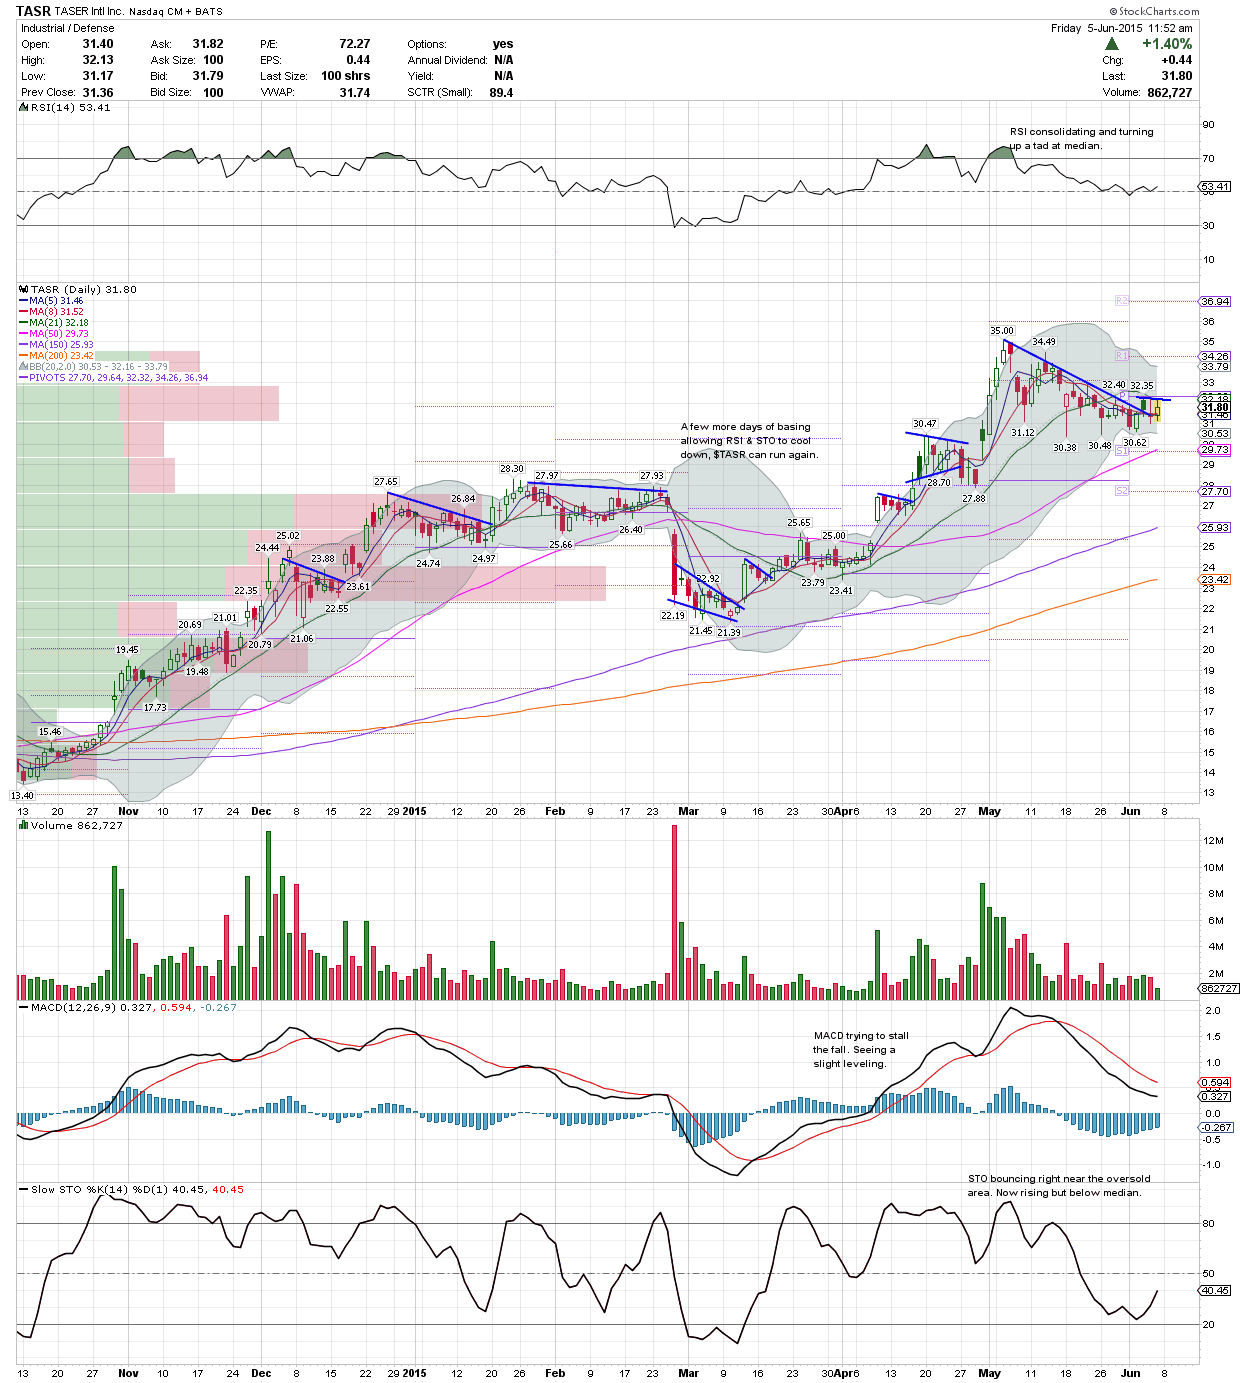 TASR TASER Intl Inc. Nasdaq CM + BATS
© StockCharts.com
Industrial / Defense
Friday 5-Jun-2015 11:52 am
Open: 31.40 Ask: 31.82 P/E: 72.27 Options: yes
+1.40%
High: 32.13 Ask Size: 100 EPS: 0.44 Annual Dividend: N/A
Chg: +0.44
Low: 31.17 Bid: 31.79 Last Size: 100 shrs Yield: N/A
Last: 31.80
Prev Close: 31.36 Bid Size: 100 VWAP: 31.74 SCTR (Small): 89.4
Volume: 862,727
RSI(14) 53.41
RSI consolidating and turning
up a tad at median.
90
70
53.41
30
10
TASR (Daily) 31.80
MA(5) 31.46
MA(8) 31.52
MA(21) 32.18
MA(50) 29.73
MA(150) 25.93
MA(200) 23.42
BB(20,2.0) 30.53 - 32.16 - 33.79
PIVOTS 27.70, 29.64, 32.32, 34.26, 36.94
A few more days of basing
allowing RSI & STO to cool
down, $TASR can run again.
R2
R1
P
S1
S2
13.40
15.46
19.45
17.73
20.69
19.48
21.01
22.35
20.79
24.44
25.02
21.06
23.88
22.55
23.61
27.65
24.74
26.84
24.97
28.30
27.97
25.66
26.40
27.93
22.19
22.92
21.45
21.39
25.65
23.79
25.00
23.41
30.47
28.70
27.88
35.00
31.12
34.49
30.38
30.48
32.40
32.35
30.62
36.94
36
35
34.26
33.79
33
32.18
31.80
31.46
31
30.53
29.73
29
28
27.70
27
25.93
25
24
23.42
23
22
21
20
19
18
17
16
15
14
13
13 20 27 Nov 10 17 24 Dec 8 15 22 29 2015 12 20 26 Feb 9 17 23 Mar 9 16 23 30 Apr 13 20 27 May 11 18 26 Jun 8
Volume 862,727
12M
10M
8M
6M
4M
2M
862727
MACD(12,26,9) 0.327, 0.594, -0.267
MACD trying to stall
the fall. Seeing a
slight leveling.
2.0
1.5
1.0
0.594
0.327
0.0
-0.267
-0.5
-1.0
STO bouncing right near the oversold
area. Now rising but below median.
Slow STO %K(14) %D(1) 40.45, 40.45
80
50
40.45
20
13 20 27 Nov 10 17 24 Dec 8 15 22 29 2015 12 20 26 Feb 9 17 23 Mar 9 16 23 30 Apr 13 20 27 May 11 18 26 Jun 8